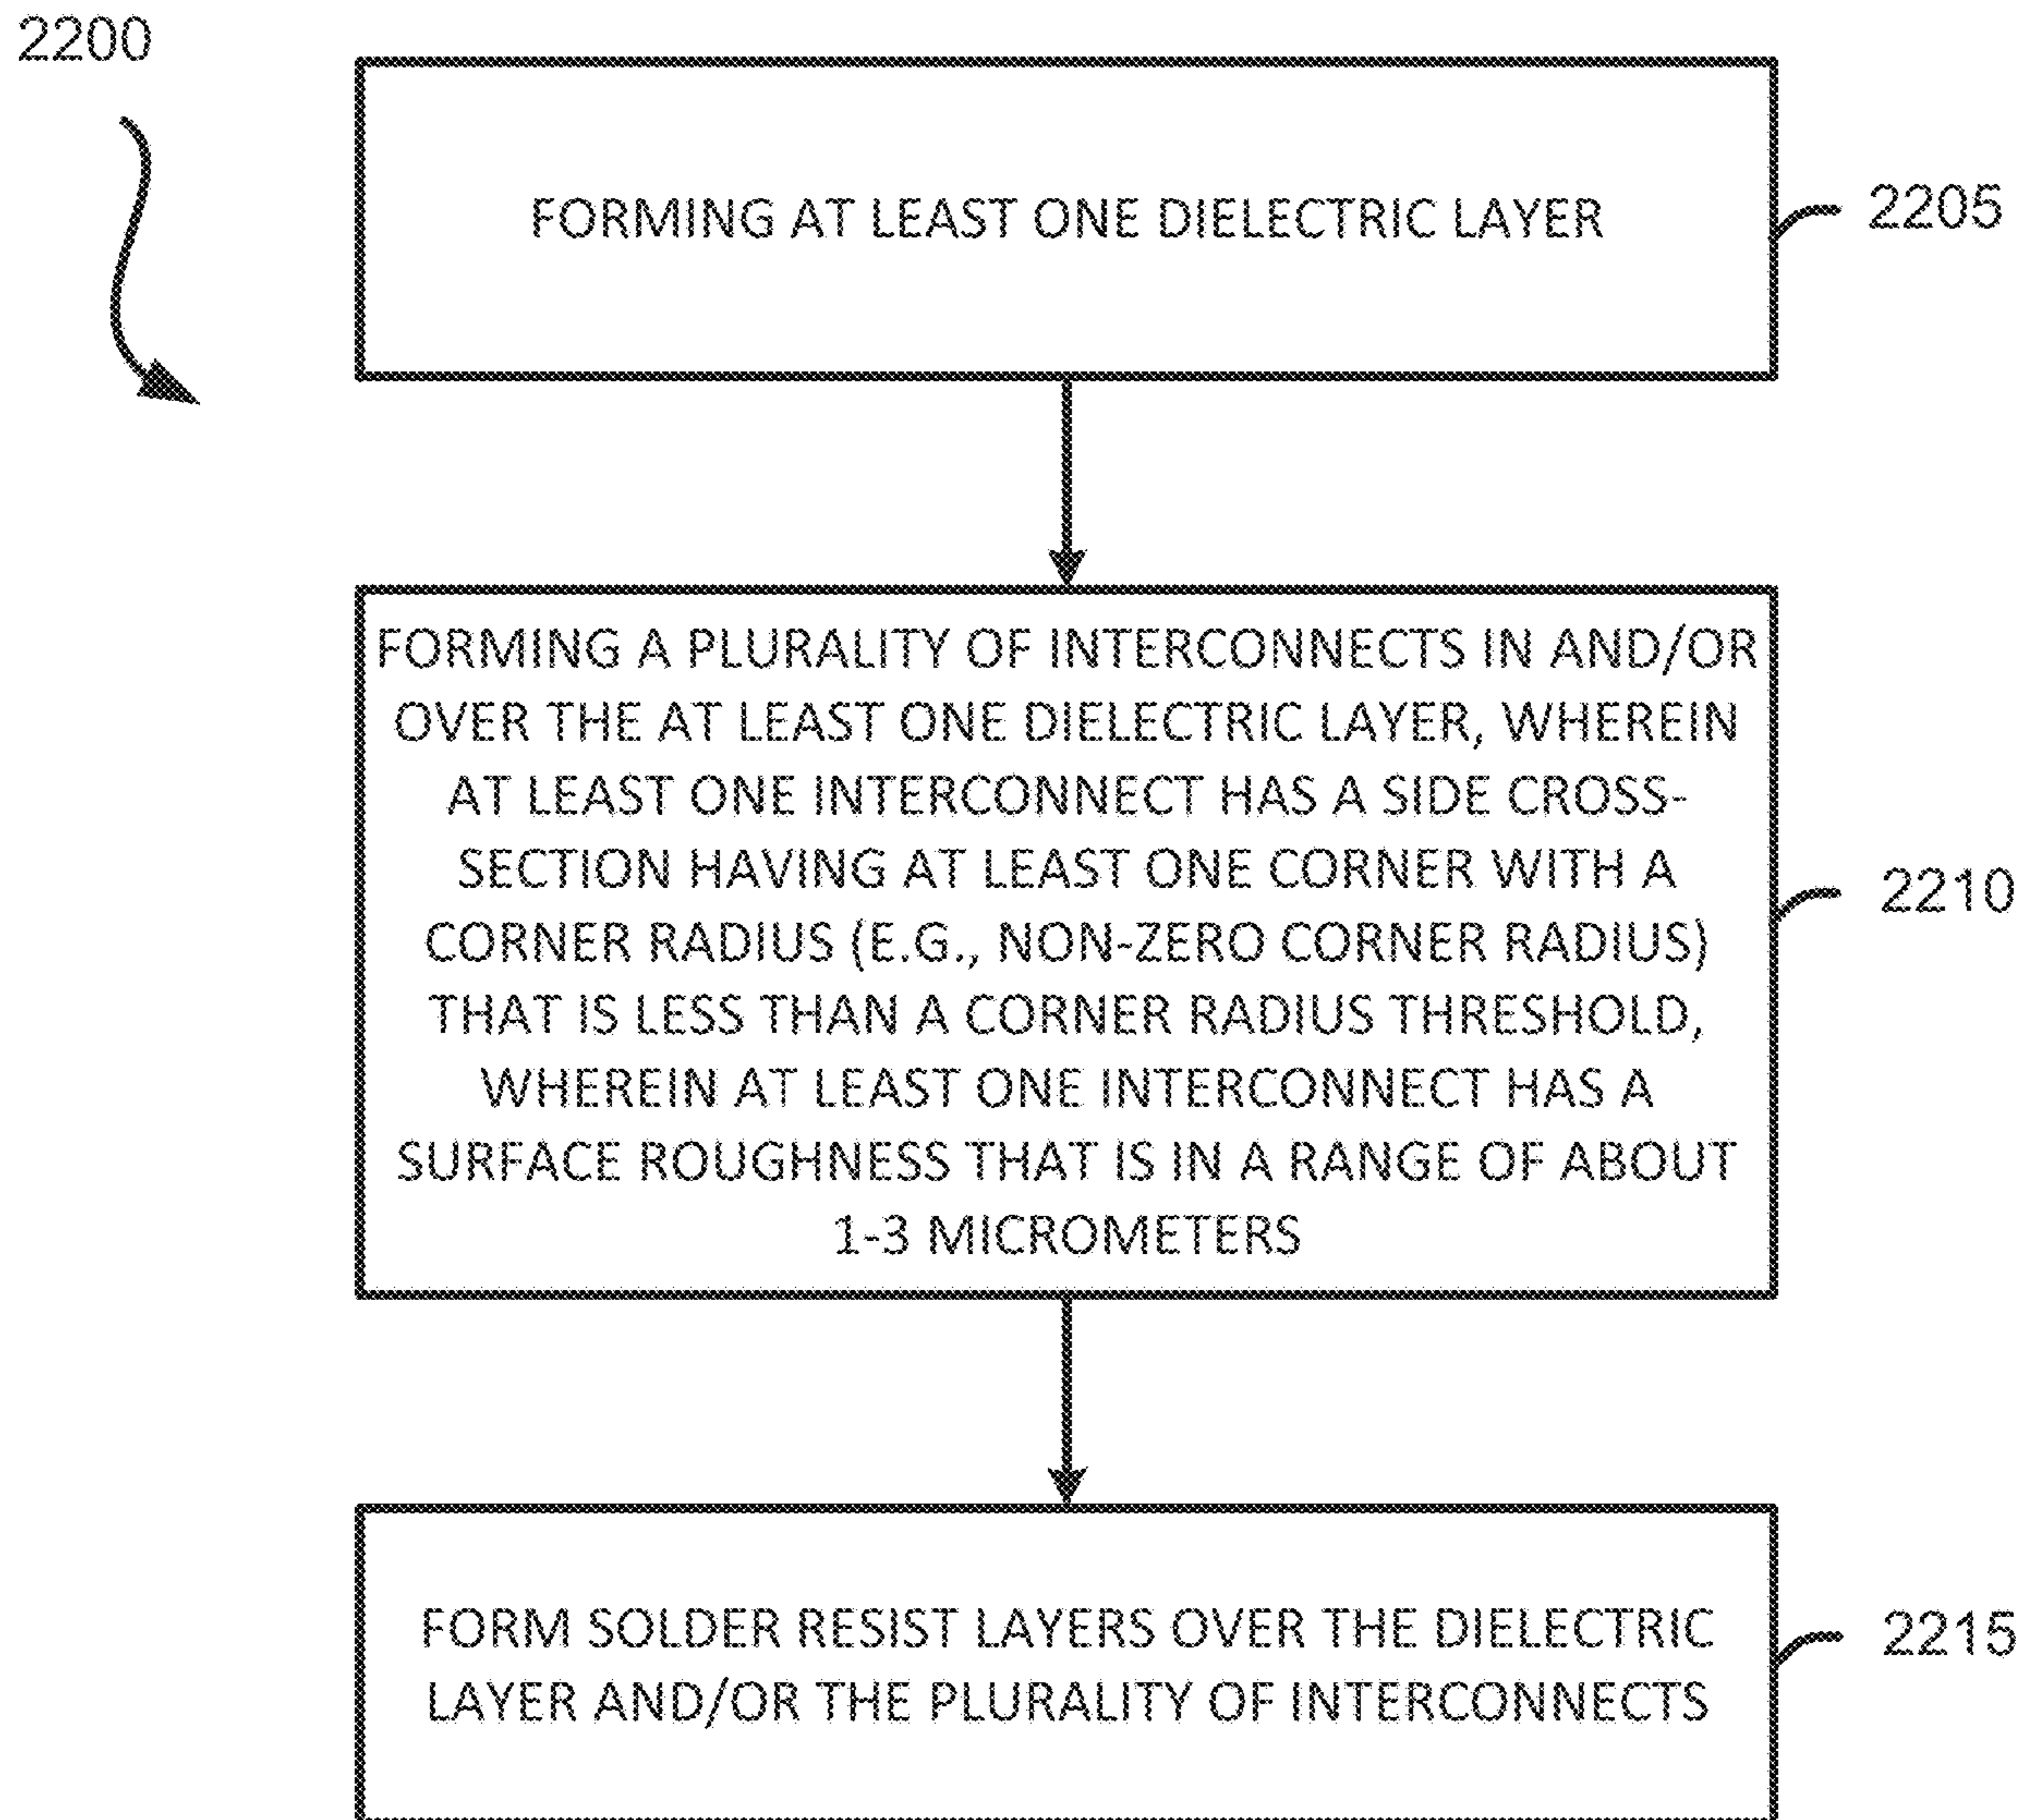 2200
FORMING AT LEAST ONE DIELECTRIC LAYER
2205
FORMING A PLURALITY OF INTERCONNECTS IN AND/OR
OVER THE AT LEAST ONE DIELECTRIC LAYER, WHEREIN
AT LEAST ONE INTERCONNECT HAS A SIDE CROSS-
SECTION HAVING AT LEAST ONE CORNER WITH A
CORNER RADIUS (E.G., NON-ZERO CORNER RADIUS)
THAT IS LESS THAN A CORNER RADIUS THRESHOLD,
WHEREIN AT LEAST ONE INTERCONNECT HAS A
SURFACE ROUGHNESS THAT IS IN A RANGE OF ABOUT
1-3 MICROMETERS
2210
FORM SOLDER RESIST LAYERS OVER THE DIELECTRIC
LAYER AND/OR THE PLURALITY OF INTERCONNECTS
2215